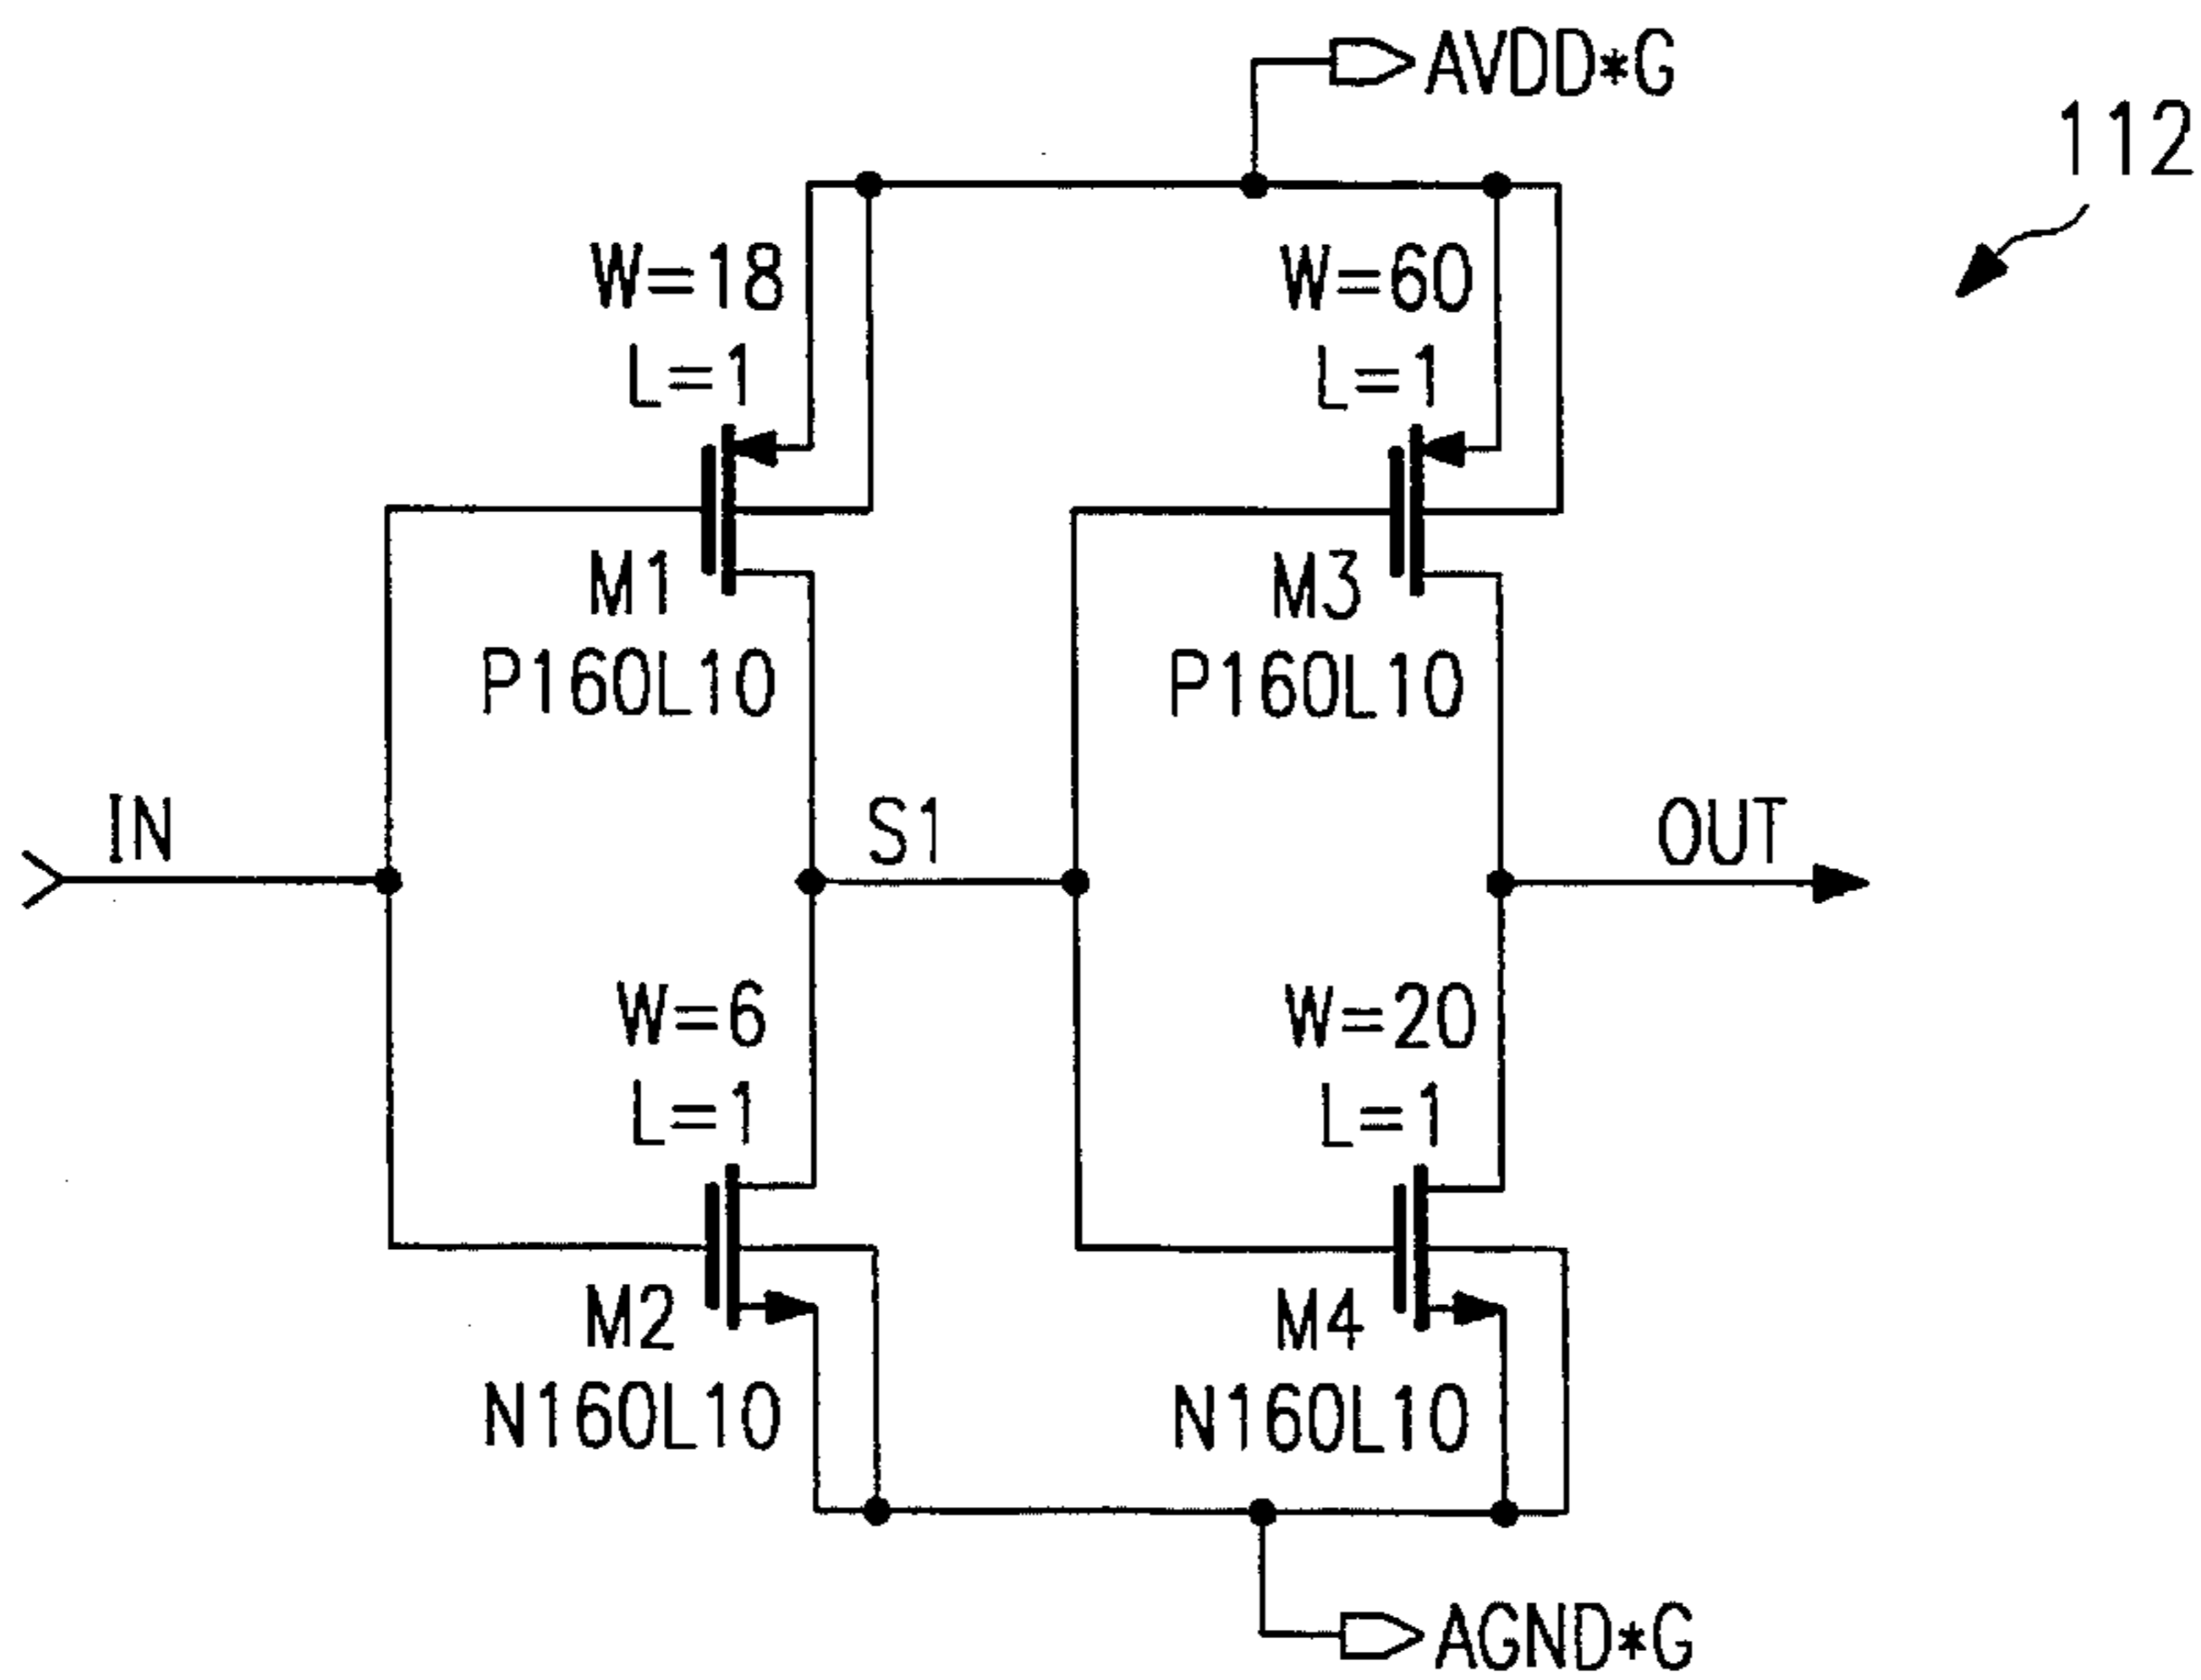 AVDD*G
112
W=18
L=1
W=60
L=1
M1
P160L10
M3
P160L10
IN
S1
OUT
W=6
L=1
W=20
L=1
M2
N160L10
M4
N160L10
AGND*G